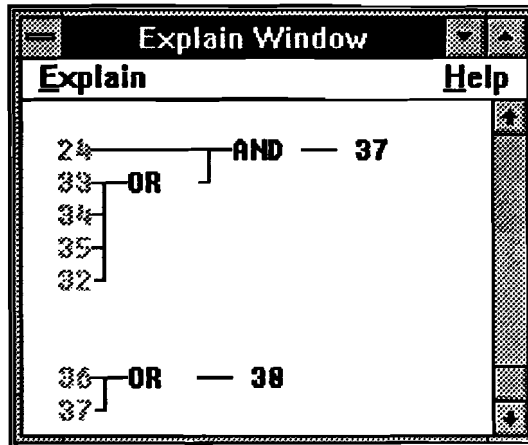 Explain Window
Explain Help
24 AND 37
33 OR
34
35
32
36 OR 38
37